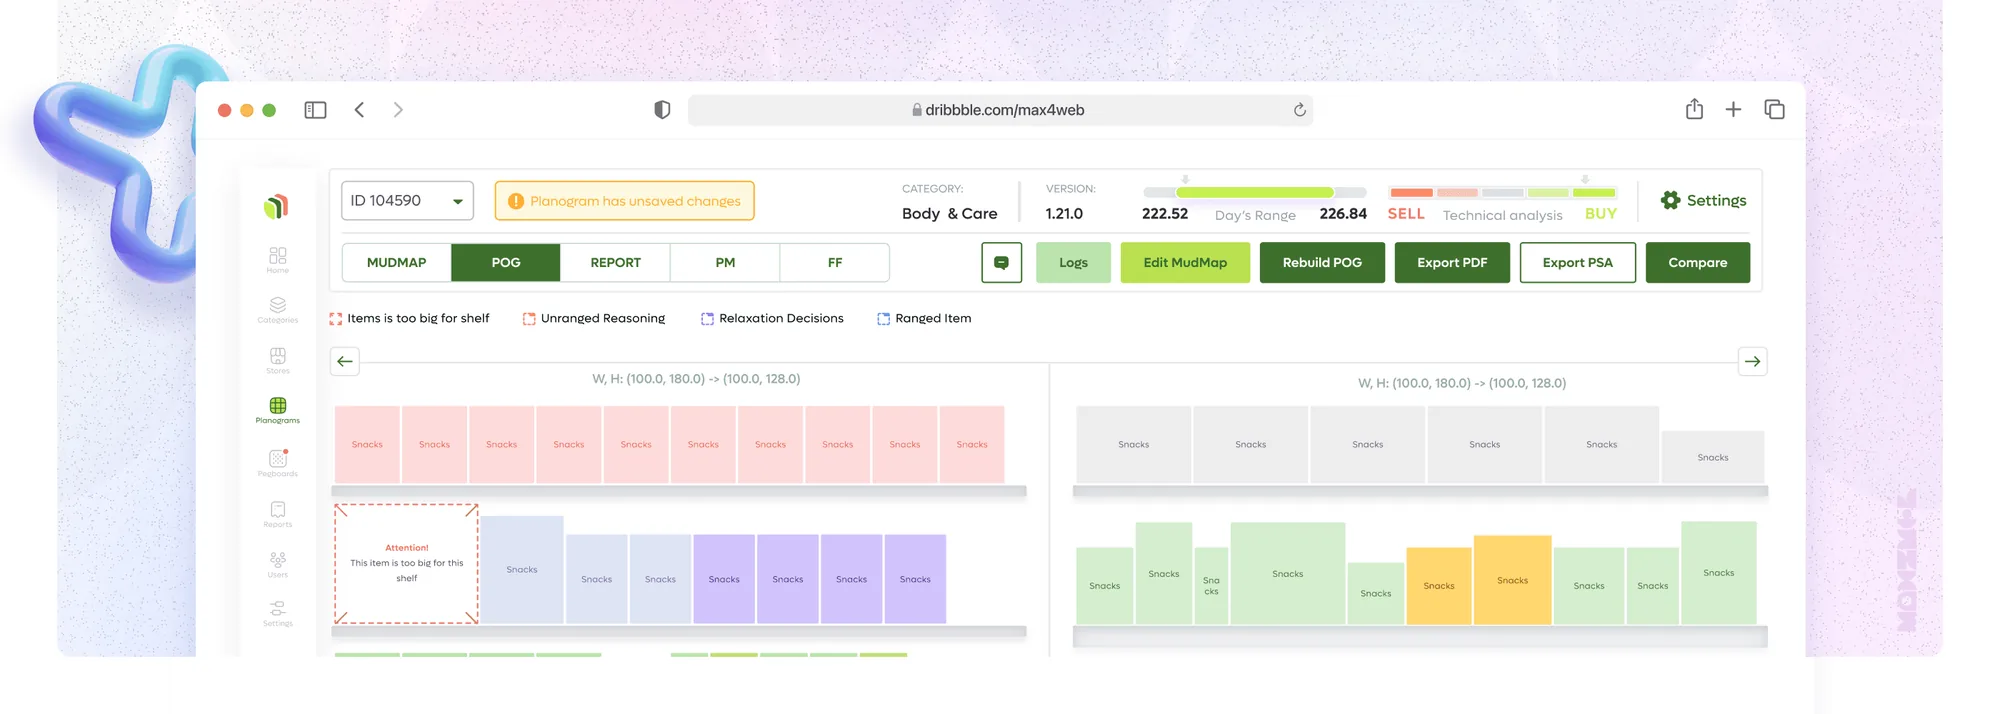 dribbble.com/max4web
ID 104590
Planogram has unsaved changes
CATEGORY:
Body & Care
VERSION:
1.21.0
222.52
Day's Range
226.84
SELL
Technical analysis
BUY
Settings
MUDMAP
POG
REPORT
PM
FF
Logs
Edit MudMap
Rebuild POG
Export PDF
Export PSA
Compare
Home
Categories
Stores
Planograms
Pegboards
Reports
Users
Settings
Items is too big for shelf
Unranged Reasoning
Relaxation Decisions
Ranged Item
W, H: (100.0, 180.0) -> (100.0, 128.0)
Snacks Snacks Snacks Snacks Snacks Snacks Snacks Snacks Snacks Snacks
Attention!
This item is too big for this
shelf
Snacks Snacks Snacks Snacks Snacks Snacks Snacks
W, H: (100.0, 180.0) -> (100.0, 128.0)
Snacks Snacks Snacks Snacks Snacks Snacks
Snacks Snacks
Sna
cks
Snacks Snacks Snacks Snacks Snacks Snacks Snacks